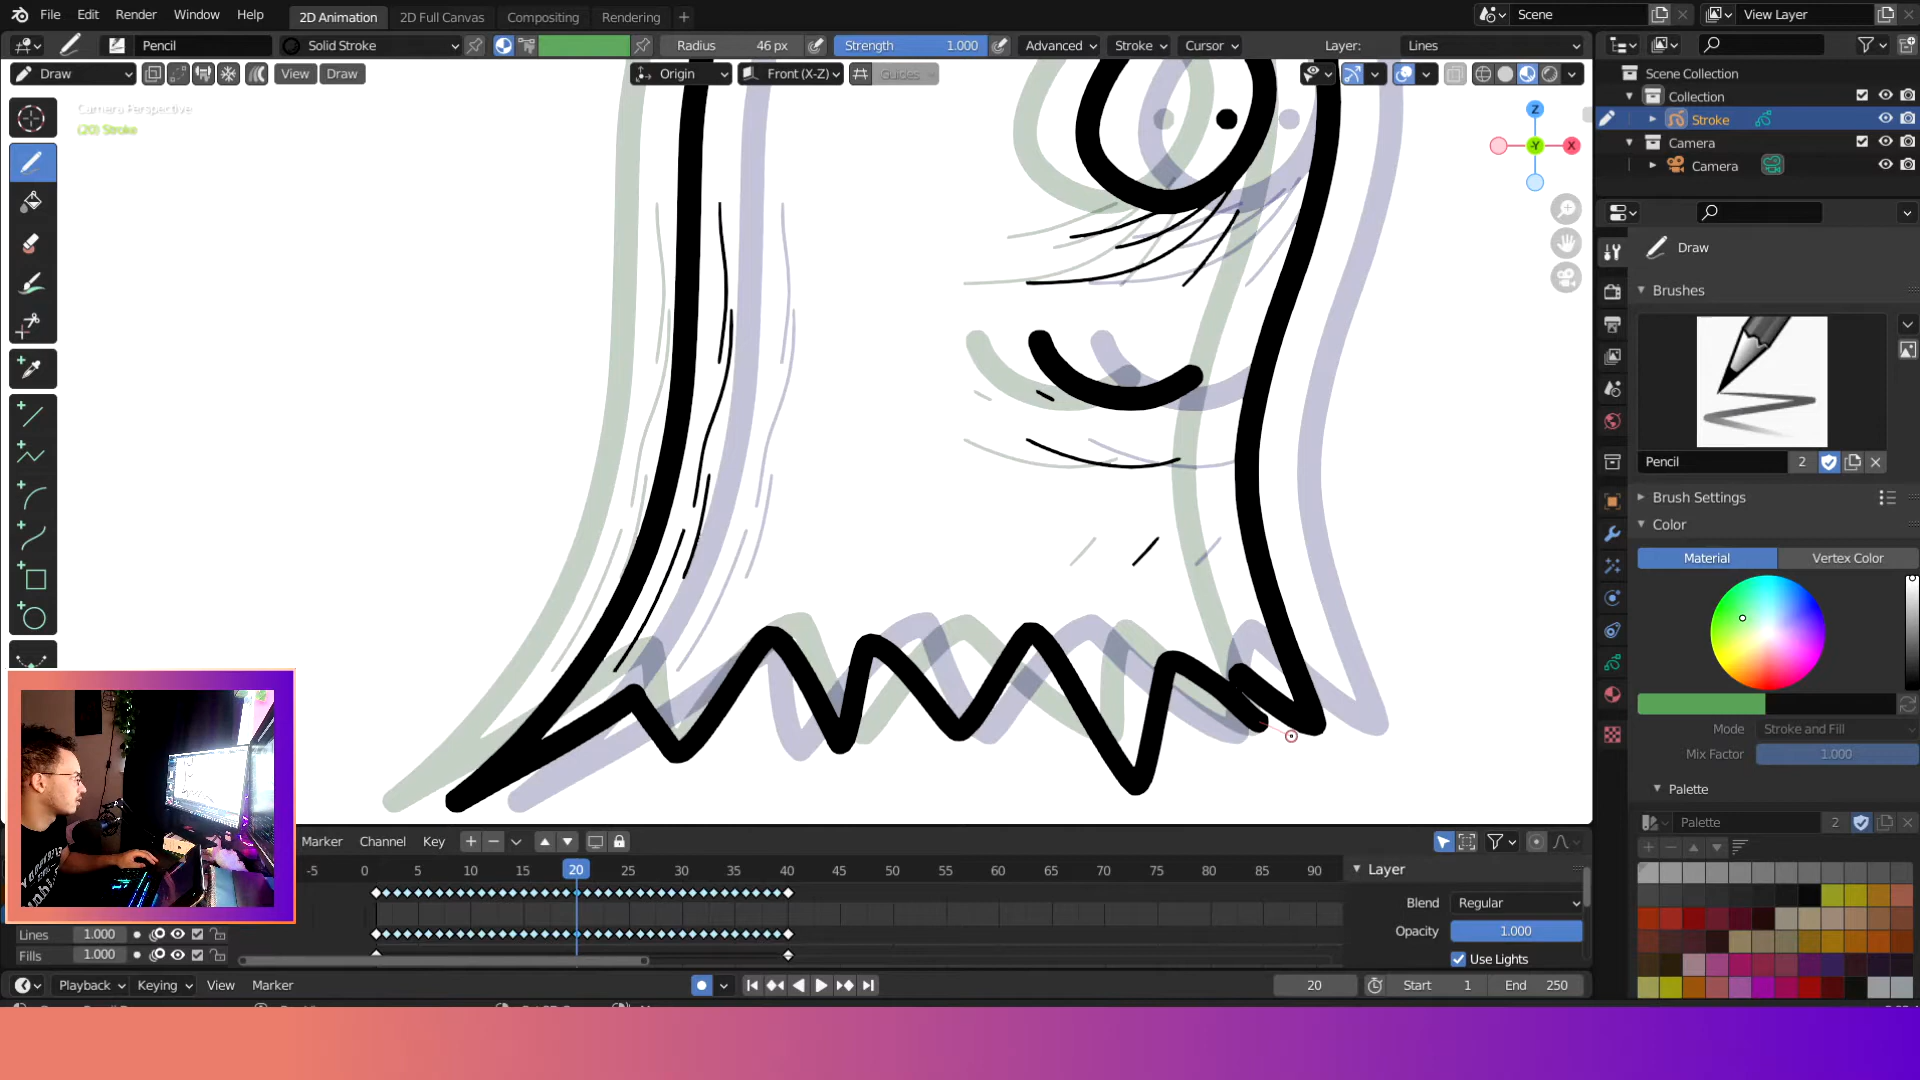 File Edit Render Window Help 2D Animation 2D Full Canvas Compositing Rendering + Scene View Layer
Pencil Solid Stroke Radius 46 px Strength 1.000 Advanced Stroke Cursor Layer: Lines
Draw View Draw Origin Front (X-Z) Guides
Camera Perspective
(20) Stroke
Z
Y
X
Scene Collection
Collection
Stroke
Camera
Camera
Draw
Brushes
Pencil 2
Brush Settings
Color
Material Vertex Color
Mode Stroke and Fill
Mix Factor 1.000
Palette
Palette 2
Marker Channel Key
-5 0 5 10 15 20 25 30 35 40 45 50 55 60 65 70 75 80 85 90
Layer
Blend Regular
Opacity 1.000
Use Lights
Lines 1.000
Fills 1.000
Playback Keying View Marker 20 Start 1 End 250